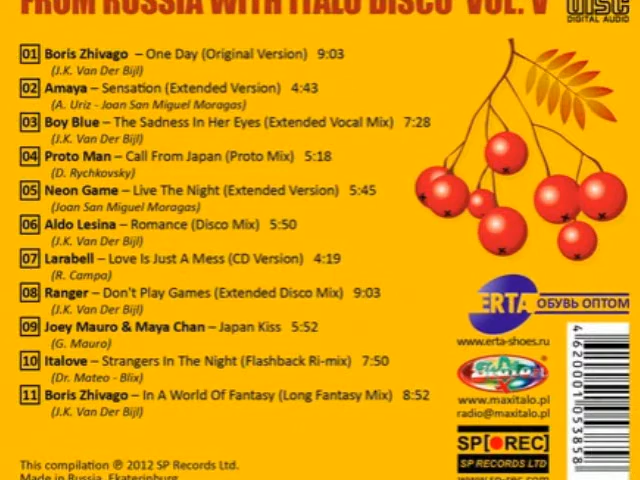 FROM RUSSIA WITH ITALO DISCO VOL. V
DIGITAL AUDIO
01 Boris Zhivago – One Day (Original Version) 9:03
(J.K. Van Der Bijl)
02 Amaya – Sensation (Extended Version) 4:43
(A. Uriz - Joan San Miguel Moragas)
03 Boy Blue – The Sadness In Her Eyes (Extended Vocal Mix) 7:28
(J.K. Van Der Bijl)
04 Proto Man – Call From Japan (Proto Mix) 5:18
(D. Rychkovsky)
05 Neon Game – Live The Night (Extended Version) 5:45
(Joan San Miguel Moragas)
06 Aldo Lesina – Romance (Disco Mix) 5:50
(J.K. Van Der Bijl)
07 Larabell – Love Is Just A Mess (CD Version) 4:19
(R. Campa)
08 Ranger – Don't Play Games (Extended Disco Mix) 9:03
(J.K. Van Der Bijl)
09 Joey Mauro & Maya Chan – Japan Kiss 5:52
(G. Mauro)
10 Italove – Strangers In The Night (Flashback Ri-mix) 7:50
(Dr. Mateo - Blix)
11 Boris Zhivago – In A World Of Fantasy (Long Fantasy Mix) 8:52
(J.K. Van Der Bijl)
ERTA ОБУВЬ ОПТОМ
www.erta-shoes.ru
www.maxitalo.pl
radio@maxitalo.pl
SP[●REC]
SP RECORDS LTD
www.sp-rec.com
4620001053858
This compilation ℗ 2012 SP Records Ltd.
Made in Russia, Ekaterinburg